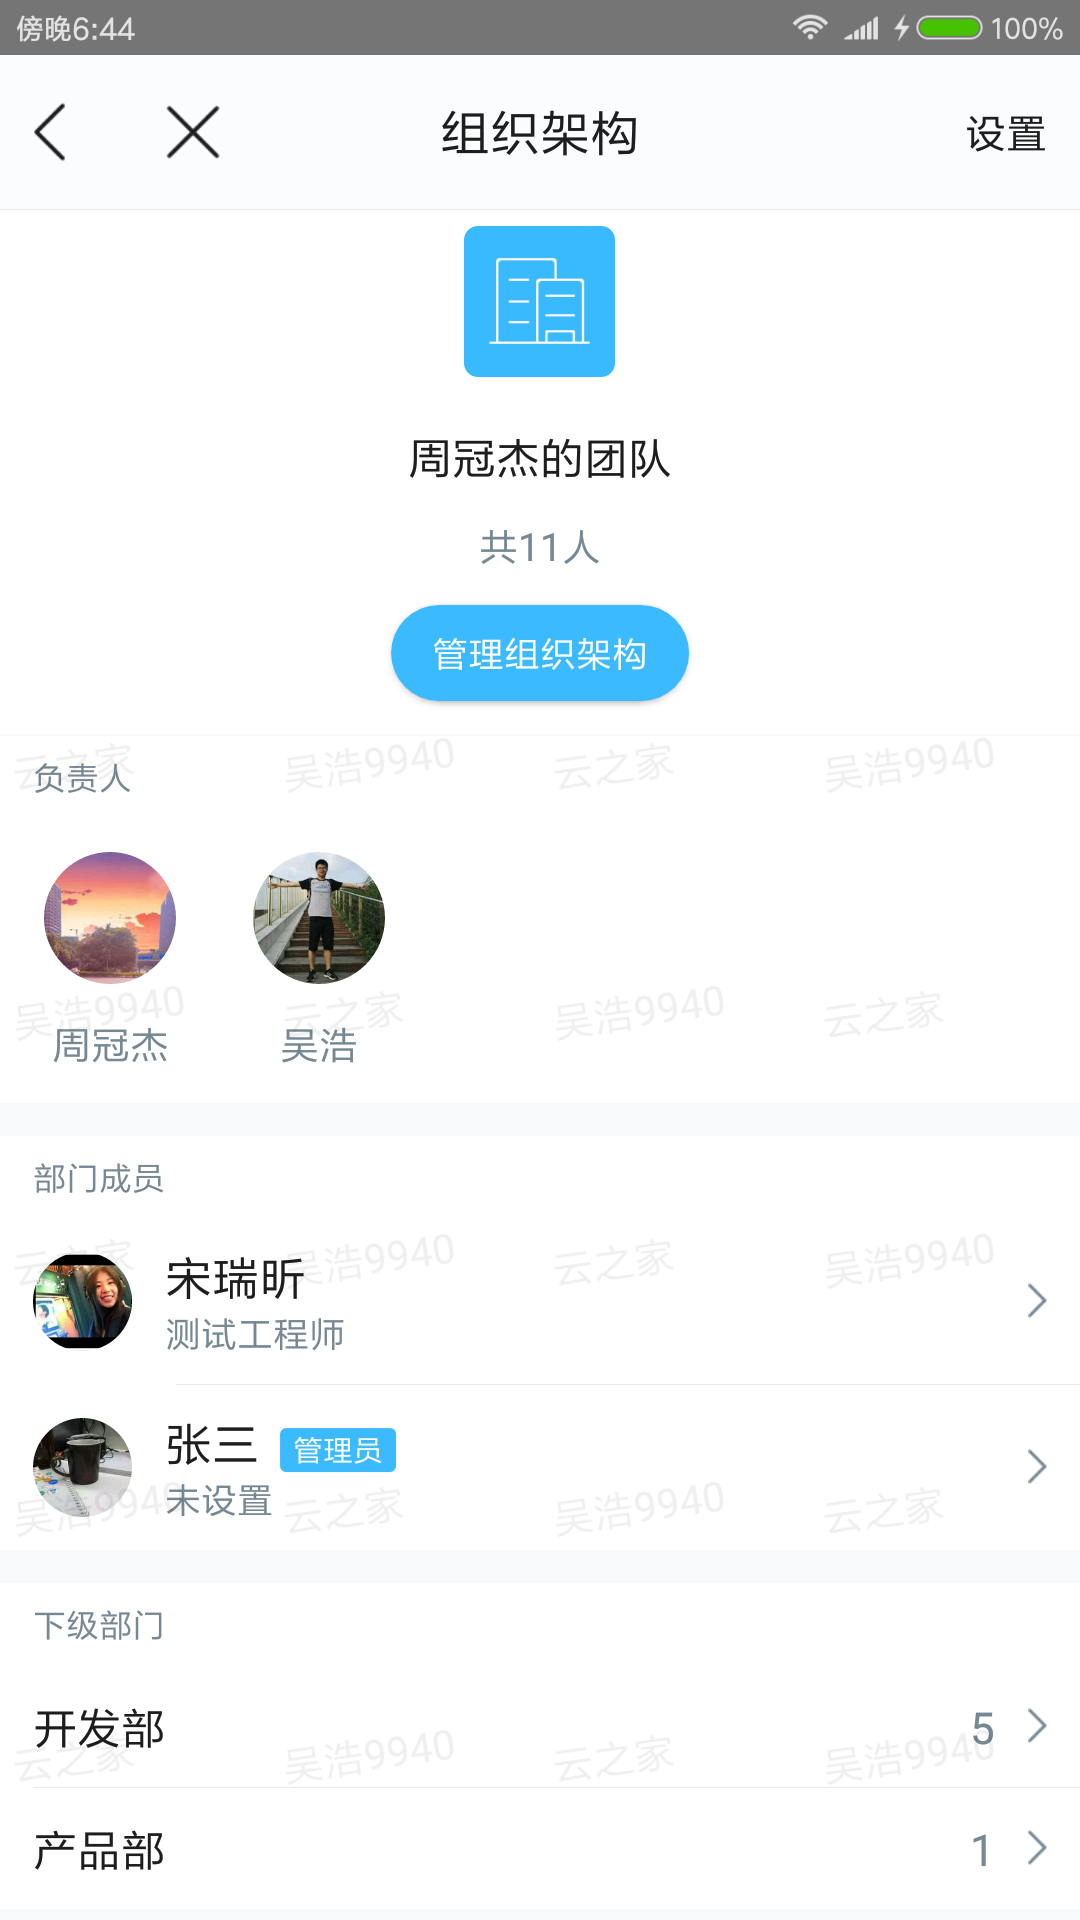 傍晚6:44
100%
组织架构
设置
周冠杰的团队
共11人
管理组织架构
云之家 吴浩9940 云之家 吴浩9940
负责人
吴浩9940 云之家 吴浩9940 云之家
周冠杰 吴浩
部门成员
云之家 吴浩9940 云之家 吴浩9940
宋瑞昕
测试工程师
张三 管理员
未设置
吴浩9940 云之家 吴浩9940 云之家
下级部门
开发部 5
云之家 吴浩9940 云之家 吴浩9940
产品部 1